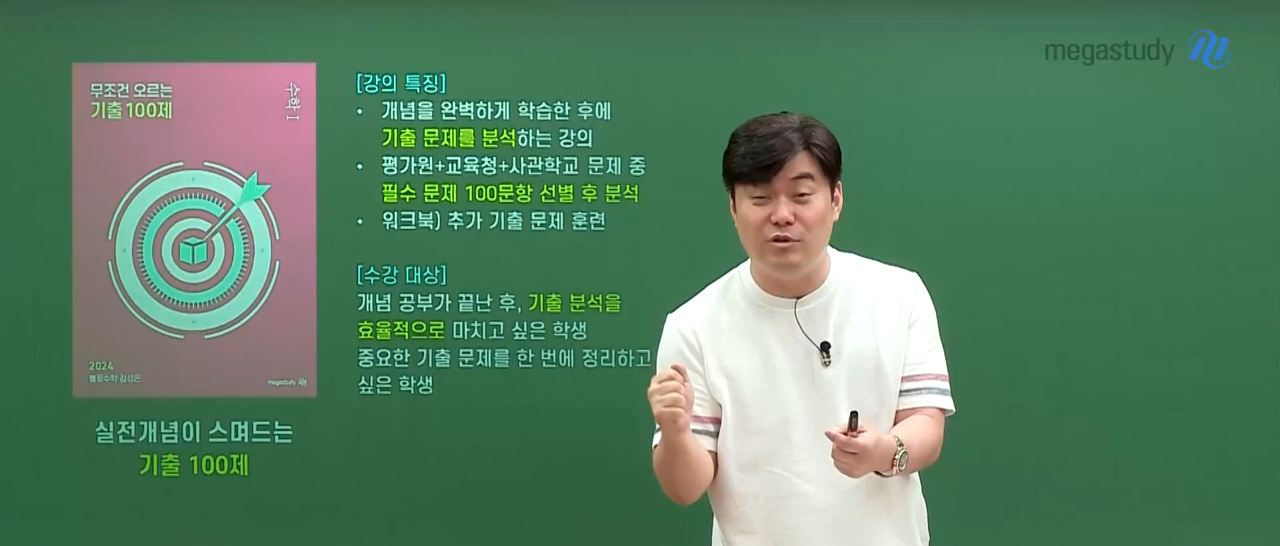 megastudy
무조건 오르는
기출 100제
수학 I
2024
megastudy
실전개념이 스며드는
기출 100제
[강의 특징]
• 개념을 완벽하게 학습한 후에
기출 문제를 분석하는 강의
• 평가원+교육청+사관학교 문제 중
필수 문제 100문항 선별 후 분석
• 워크북) 추가 기출 문제 훈련
[수강 대상]
개념 공부가 끝난 후, 기출 분석을
효율적으로 마치고 싶은 학생
중요한 기출 문제를 한 번에 정리하고
싶은 학생